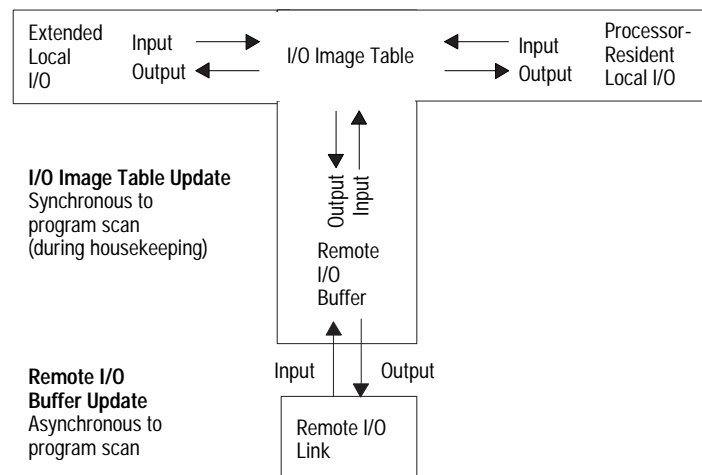 Extended
Local
I/O
Input
Output
I/O Image Table
Input
Output
Processor-
Resident
Local I/O
I/O Image Table Update
Synchronous to
program scan
(during housekeeping)
Output
Input
Remote
I/O
Buffer
Remote I/O
Buffer Update
Asynchronous to
program scan
Input
Output
Remote I/O
Link